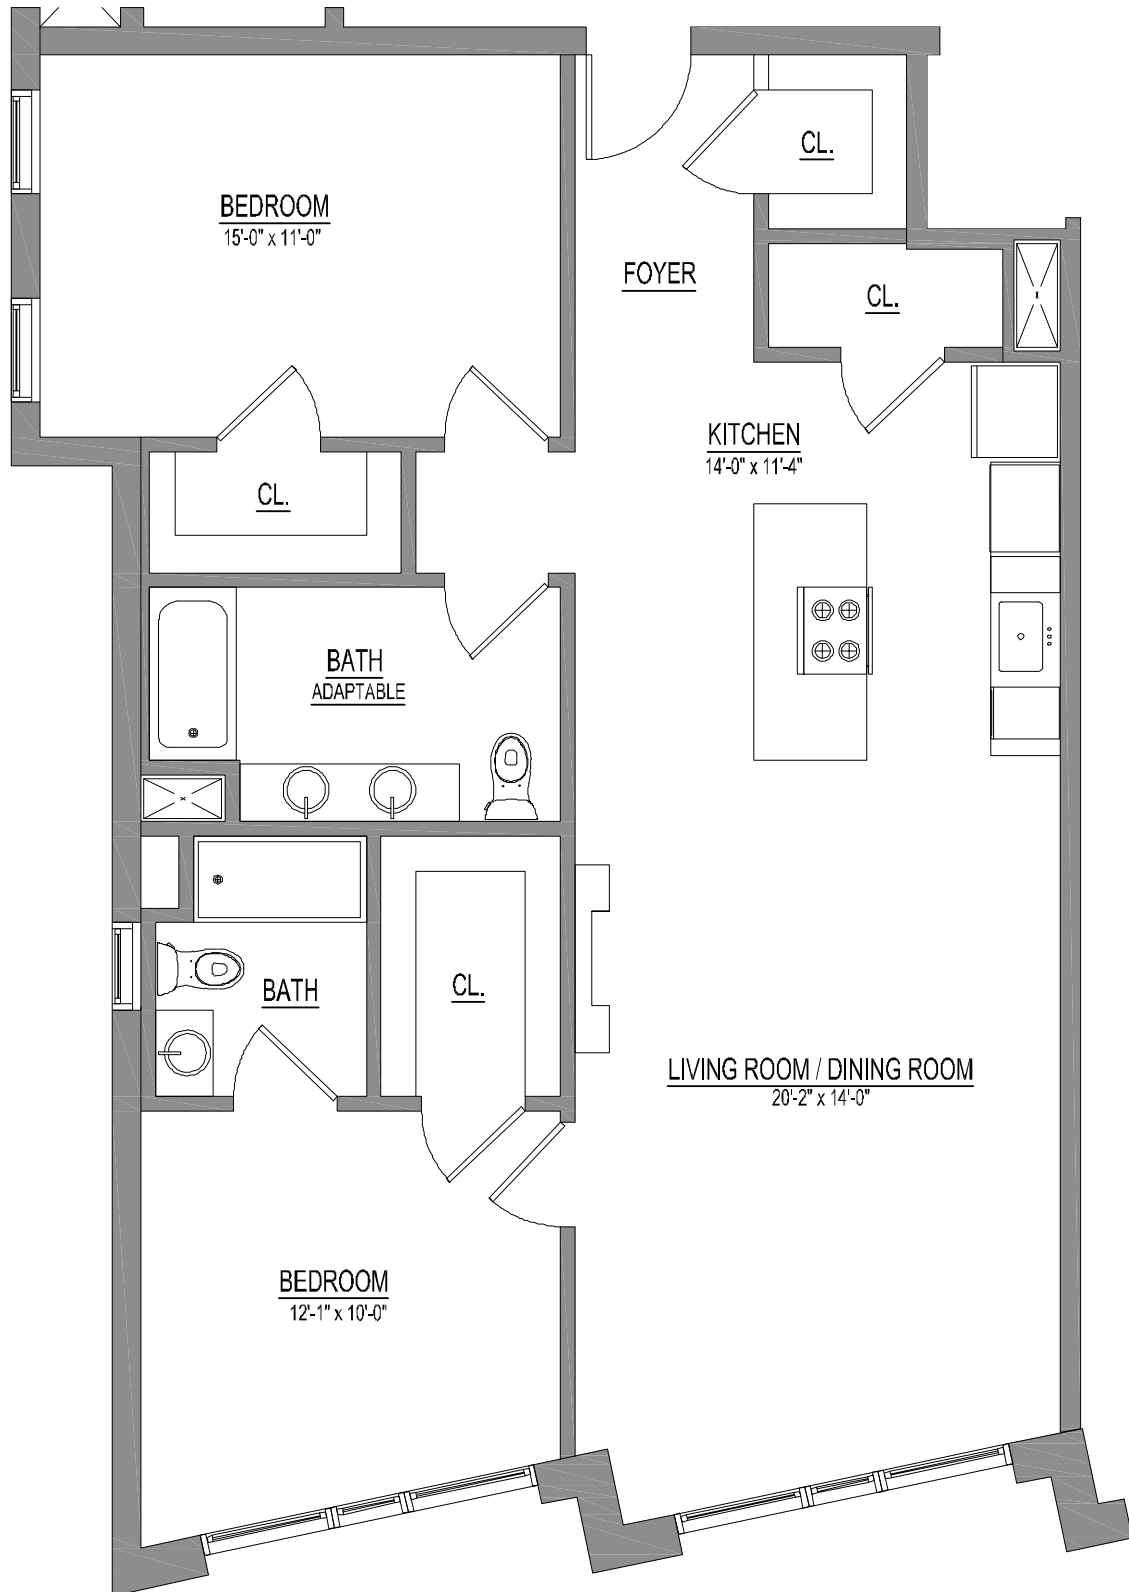 CL.
BEDROOM
15'-0" x 11'-0"
FOYER
CL.
KITCHEN
14'-0" x 11'-4"
CL.
BATH
ADAPTABLE
BATH
CL.
LIVING ROOM / DINING ROOM
20'-2" x 14'-0"
BEDROOM
12'-1" x 10'-0"